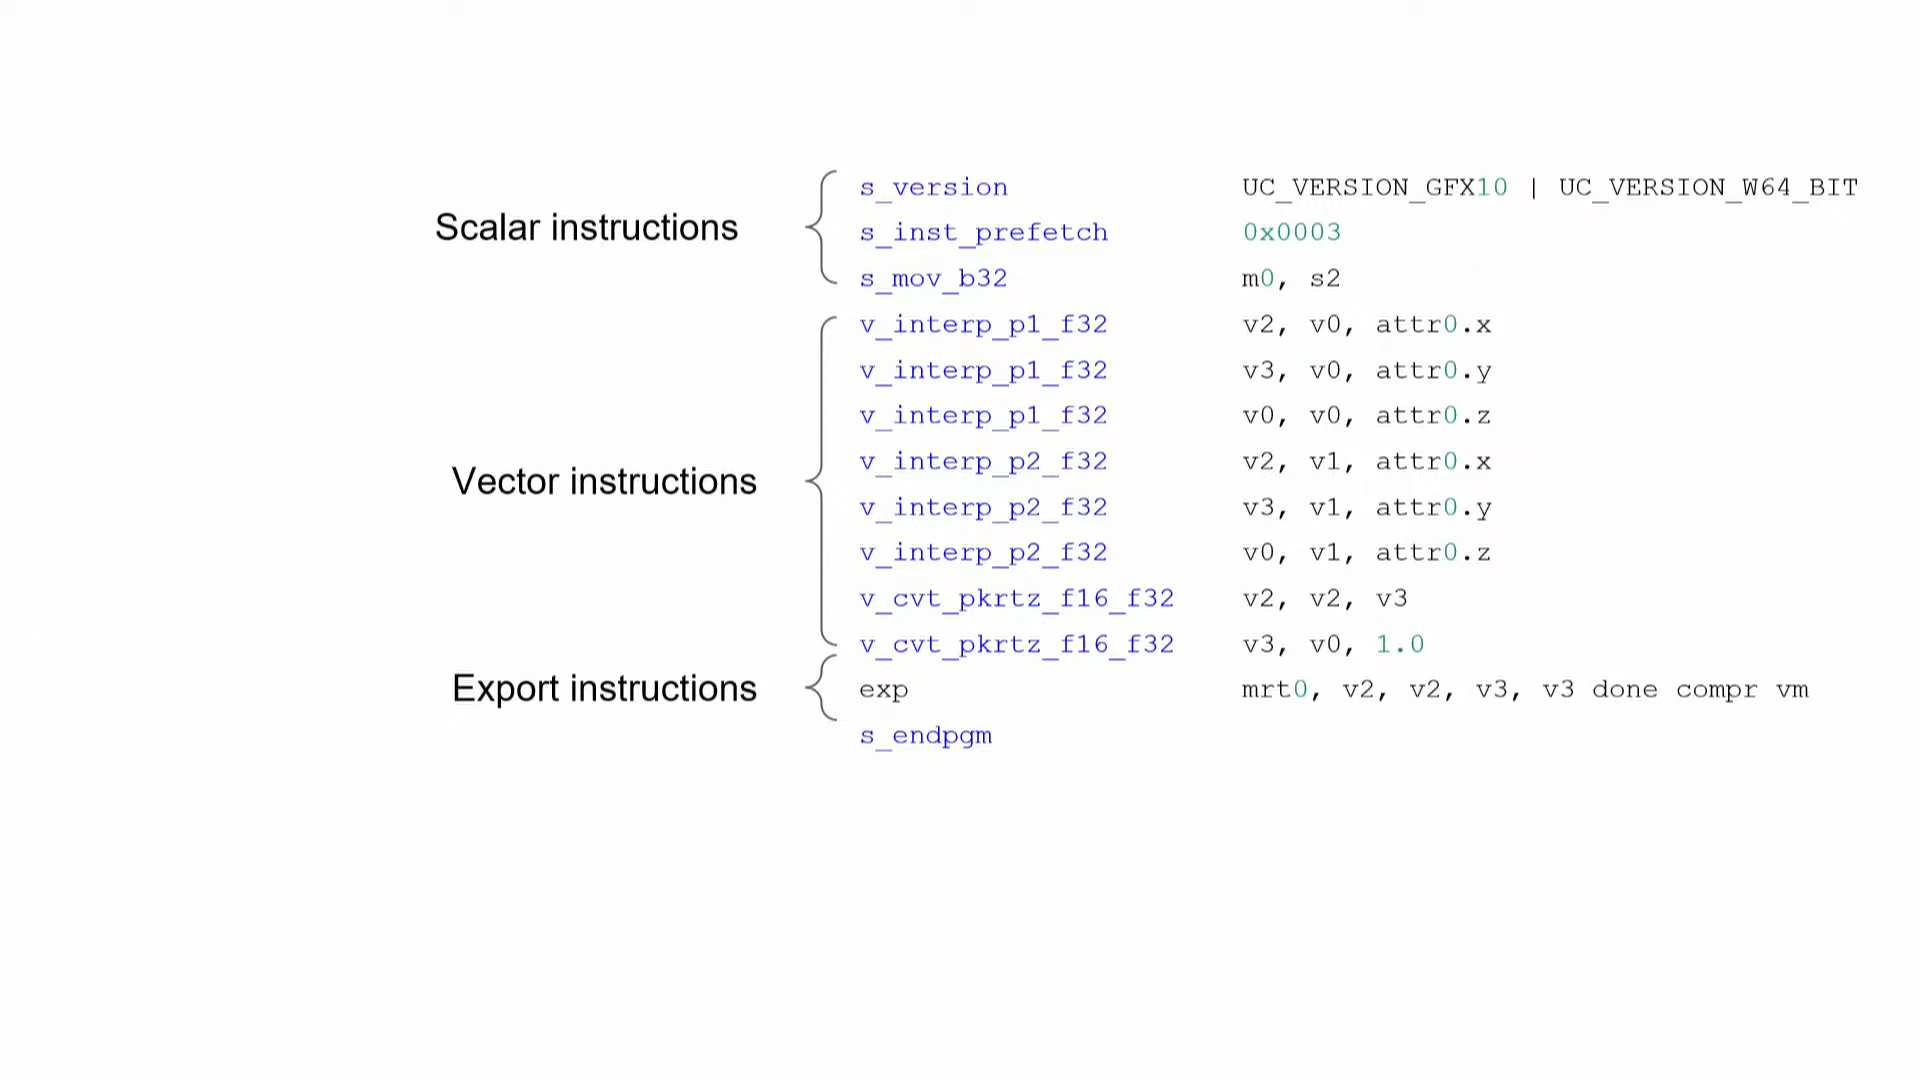 Scalar instructions
s_version UC_VERSION_GFX10 | UC_VERSION_W64_BIT
s_inst_prefetch 0x0003
s_mov_b32 m0, s2
Vector instructions
v_interp_p1_f32 v2, v0, attr0.x
v_interp_p1_f32 v3, v0, attr0.y
v_interp_p1_f32 v0, v0, attr0.z
v_interp_p2_f32 v2, v1, attr0.x
v_interp_p2_f32 v3, v1, attr0.y
v_interp_p2_f32 v0, v1, attr0.z
v_cvt_pkrtz_f16_f32 v2, v2, v3
v_cvt_pkrtz_f16_f32 v3, v0, 1.0
Export instructions
exp mrt0, v2, v2, v3, v3 done compr vm
s_endpgm